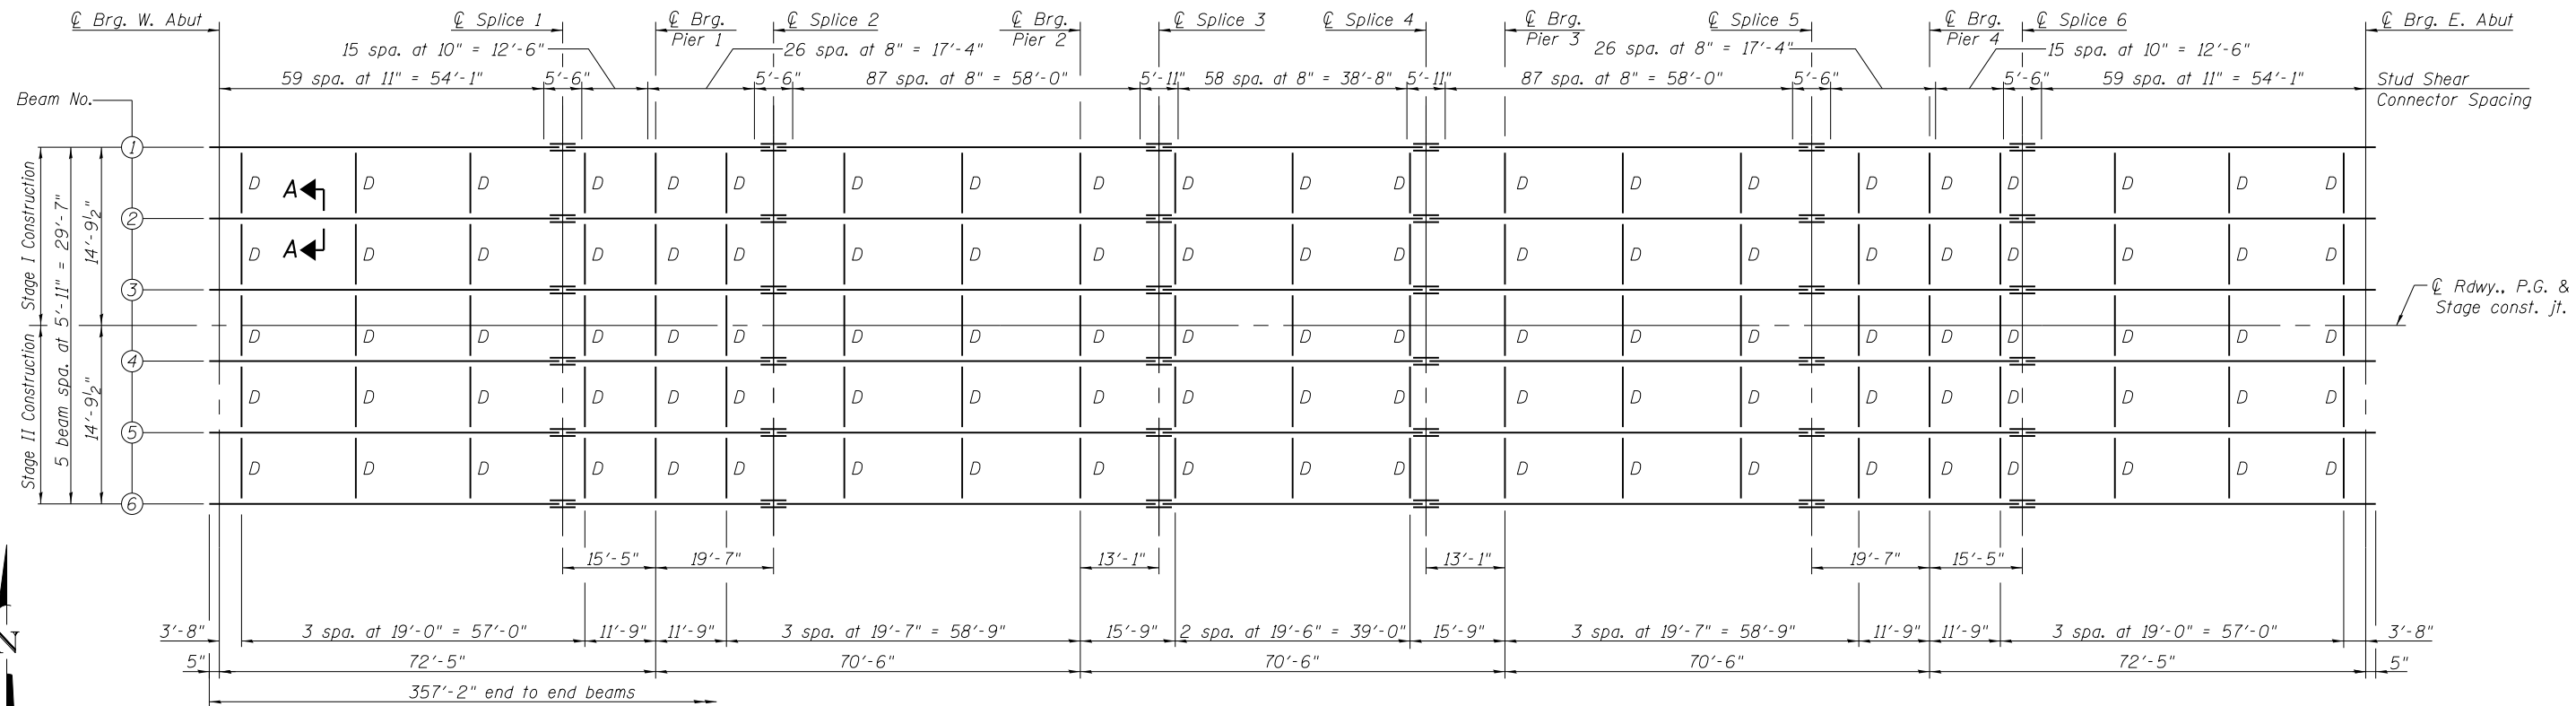 ℄ Brg. W. Abut
℄ Splice 1
℄ Brg.
Pier 1
℄ Splice 2
℄ Brg.
Pier 2
℄ Splice 3
℄ Splice 4
℄ Brg.
Pier 3
℄ Splice 5
℄ Brg.
Pier 4
℄ Splice 6
℄ Brg. E. Abut
15 spa. at 10" = 12'-6"
26 spa. at 8" = 17'-4"
26 spa. at 8" = 17'-4"
15 spa. at 10" = 12'-6"
59 spa. at 11" = 54'-1"
5'-6"
5'-6"
87 spa. at 8" = 58'-0"
5'-11"
58 spa. at 8" = 38'-8"
5'-11"
87 spa. at 8" = 58'-0"
5'-6"
5'-6"
59 spa. at 11" = 54'-1"
Stud Shear
Connector Spacing
Beam No.
1
D D D D D D D D D D D D D D D D D D D D D
A
2
D D D D D D D D D D D D D D D D D D D D D
A
3
℄ Rdwy., P.G. &
Stage const. jt.
D D D D D D D D D D D D D D D D D D D D D
4
D D D D D D D D D D D D D D D D D D D D D
5
D D D D D D D D D D D D D D D D D D D D D
6
Stage I Construction
Stage II Construction
5 beam spa. at 5'-11" = 29'-7"
14'-9½"
14'-9½"
15'-5"
19'-7"
13'-1"
13'-1"
19'-7"
15'-5"
3'-8"
3 spa. at 19'-0" = 57'-0"
11'-9"
11'-9"
3 spa. at 19'-7" = 58'-9"
15'-9"
2 spa. at 19'-6" = 39'-0"
15'-9"
3 spa. at 19'-7" = 58'-9"
11'-9"
11'-9"
3 spa. at 19'-0" = 57'-0"
3'-8"
5"
72'-5"
70'-6"
70'-6"
70'-6"
72'-5"
5"
357'-2" end to end beams
N